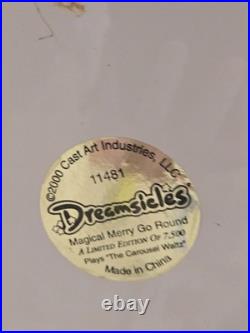 ©2000 Cast Art Industries, LLC
11481
Dreamsicles
Magical Merry Go Round
A LIMITED EDITION OF 7,500
Plays "The Carousel Waltz"
Made in China